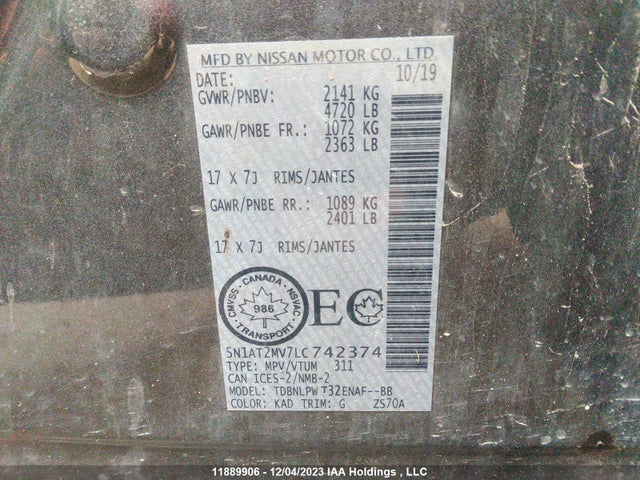 MFD BY NISSAN MOTOR CO., LTD.
DATE: 10/19
GVWR/PNBV: 2141 KG
4720 LB
GAWR/PNBE FR.: 1072 KG
2363 LB
17 X 7J RIMS/JANTES
GAWR/PNBE RR.: 1089 KG
2401 LB
17 X 7J RIMS/JANTES
CANADA
CMVSS NSVAC
986
TRANSPORT
EC
5N1AT2MV7LC742374
TYPE: MPV/VTUM 311
CAN ICES-2/NMB-2
MODEL: TDBNLPWT32ENAF--BB
COLOR: KAD TRIM: G ZS70A
11889906 - 12/04/2023 IAA Holdings , LLC